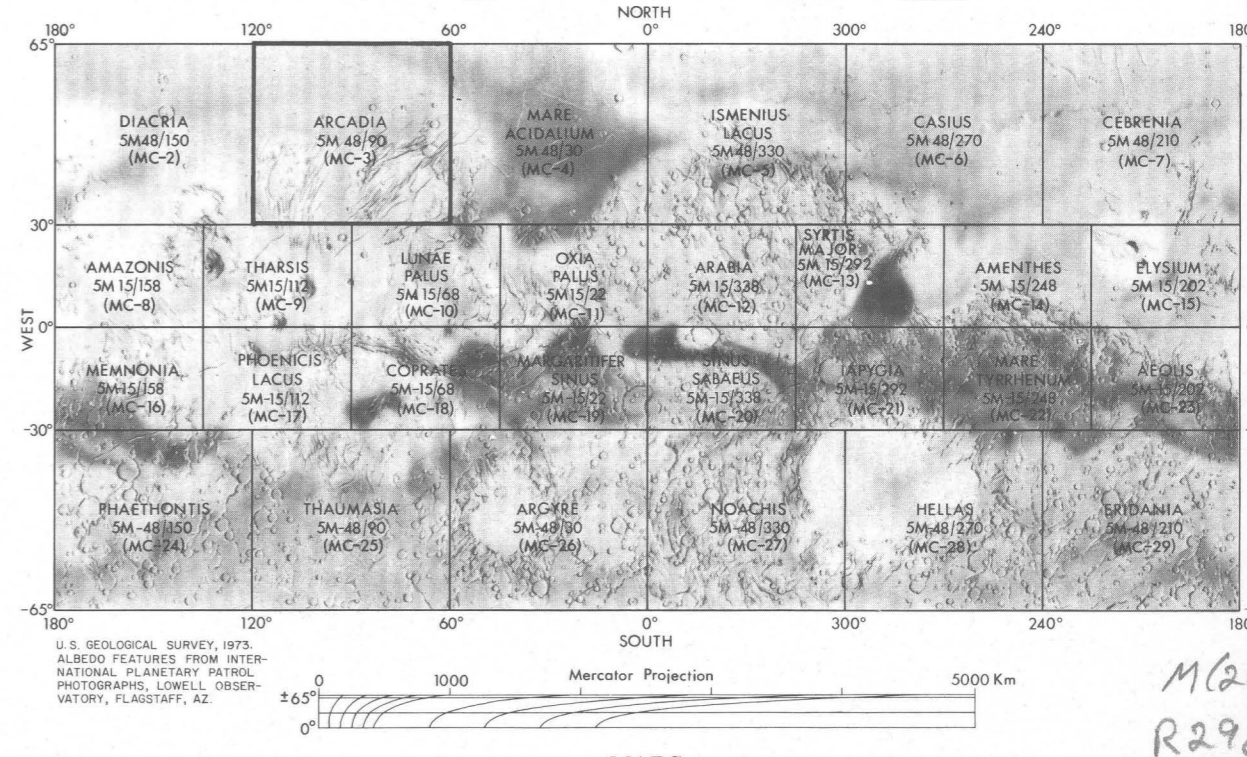 NORTH
180° 120° 60° 0° 300° 240° 180
65°
DIACRIA
5M48/150
(MC-2)
ARCADIA
5M 48/90
(MC-3)
MARE
ACIDALIUM
5M 48/30
(MC-4)
ISMENIUS
LACUS
5M 48/330
(MC-5)
CASIUS
5M 48/270
(MC-6)
CEBRENIA
5M 48/210
(MC-7)
30°
AMAZONIS
5M 15/158
(MC-8)
THARSIS
5M15/112
(MC-9)
LUNAE
PALUS
5M 15/68
(MC-10)
OXIA
PALUS
5M 15/22
(MC-11)
ARABIA
5M 15/338
(MC-12)
SYRTIS
MAJOR
5M 15/292
(MC-13)
AMENTHES
5M 15/248
(MC-14)
ELYSIUM
5M 15/202
(MC-15)
WEST
0°
MEMNONIA
5M-15/158
(MC-16)
PHOENICIS
LACUS
5M-15/112
(MC-17)
COPRATES
5M-15/68
(MC-18)
MARGARITIFER
SINUS
5M-15/22
(MC-19)
SINUS
SABAEUS
5M-15/338
(MC-20)
IAPYGIA
5M-15/292
(MC-21)
MARE
TYRRHENUM
5M-15/248
(MC-22)
AEOLIS
5M-15/202
(MC-23)
-30°
PHAETHONTIS
5M-48/150
(MC-24)
THAUMASIA
5M-48/90
(MC-25)
ARGYRE
5M-48/30
(MC-26)
NOACHIS
5M-48/330
(MC-27)
HELLAS
5M-48/270
(MC-28)
ERIDANIA
5M-48/210
(MC-29)
-65°
180° 120° 60° 0° 300° 240° 180
SOUTH
U.S. GEOLOGICAL SURVEY, 1973.
ALBEDO FEATURES FROM INTER-
NATIONAL PLANETARY PATROL
PHOTOGRAPHS, LOWELL OBSER-
VATORY, FLAGSTAFF, AZ.
Mercator Projection
0 1000 5000 Km
±65°
0°
M(2
R29